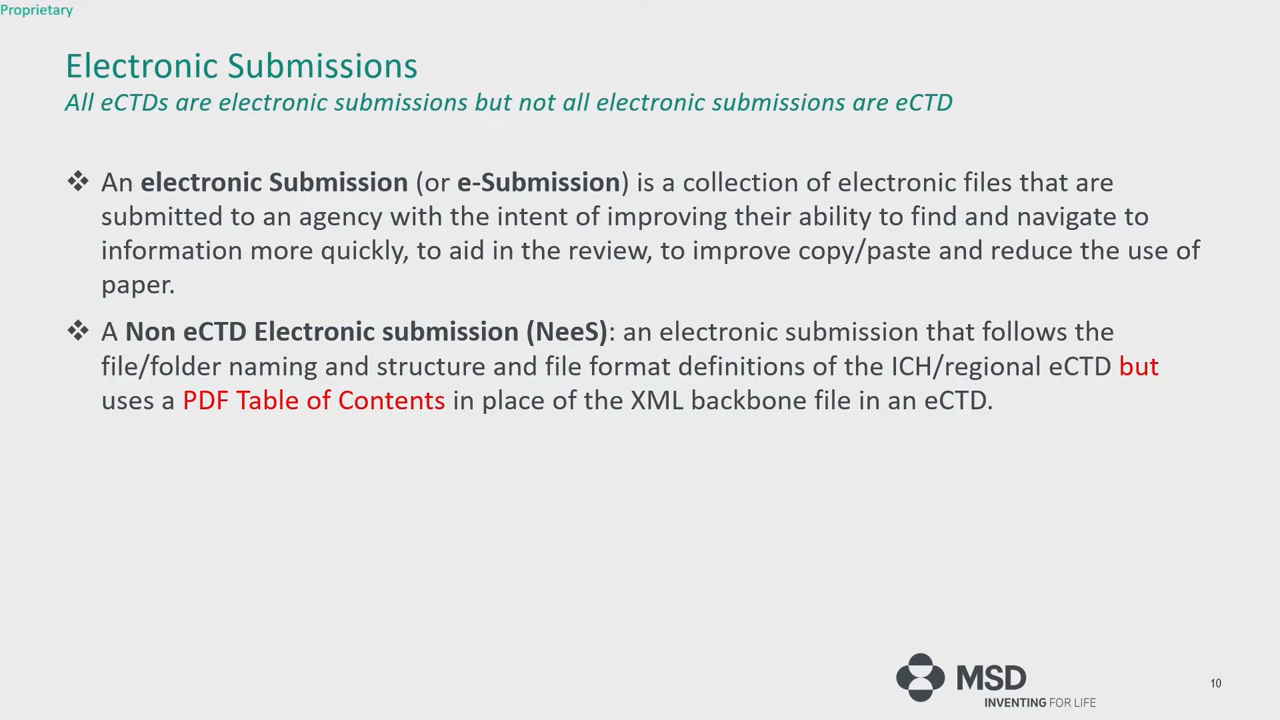 Proprietary
Electronic Submissions
All eCTDs are electronic submissions but not all electronic submissions are eCTD
❖ An electronic Submission (or e-Submission) is a collection of electronic files that are
submitted to an agency with the intent of improving their ability to find and navigate to
information more quickly, to aid in the review, to improve copy/paste and reduce the use of
paper.
❖ A Non eCTD Electronic submission (NeeS): an electronic submission that follows the
file/folder naming and structure and file format definitions of the ICH/regional eCTD but
uses a PDF Table of Contents in place of the XML backbone file in an eCTD.
MSD
INVENTING FOR LIFE
10